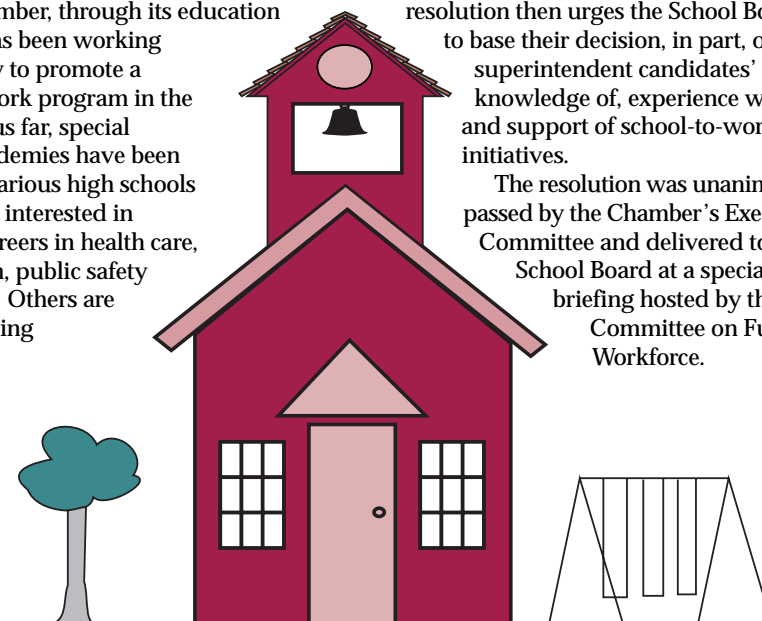 mber, through its education
as been working
to promote a
ork program in the
us far, special
demies have been
arious high schools
interested in
reers in health care,
, public safety
Others are
ing
resolution then urges the School Bo
to base their decision, in part, o
superintendent candidates’
knowledge of, experience w
and support of school-to-wor
initiatives.
The resolution was unanim
passed by the Chamber’s Exe
Committee and delivered to
School Board at a specia
briefing hosted by th
Committee on Fu
Workforce.